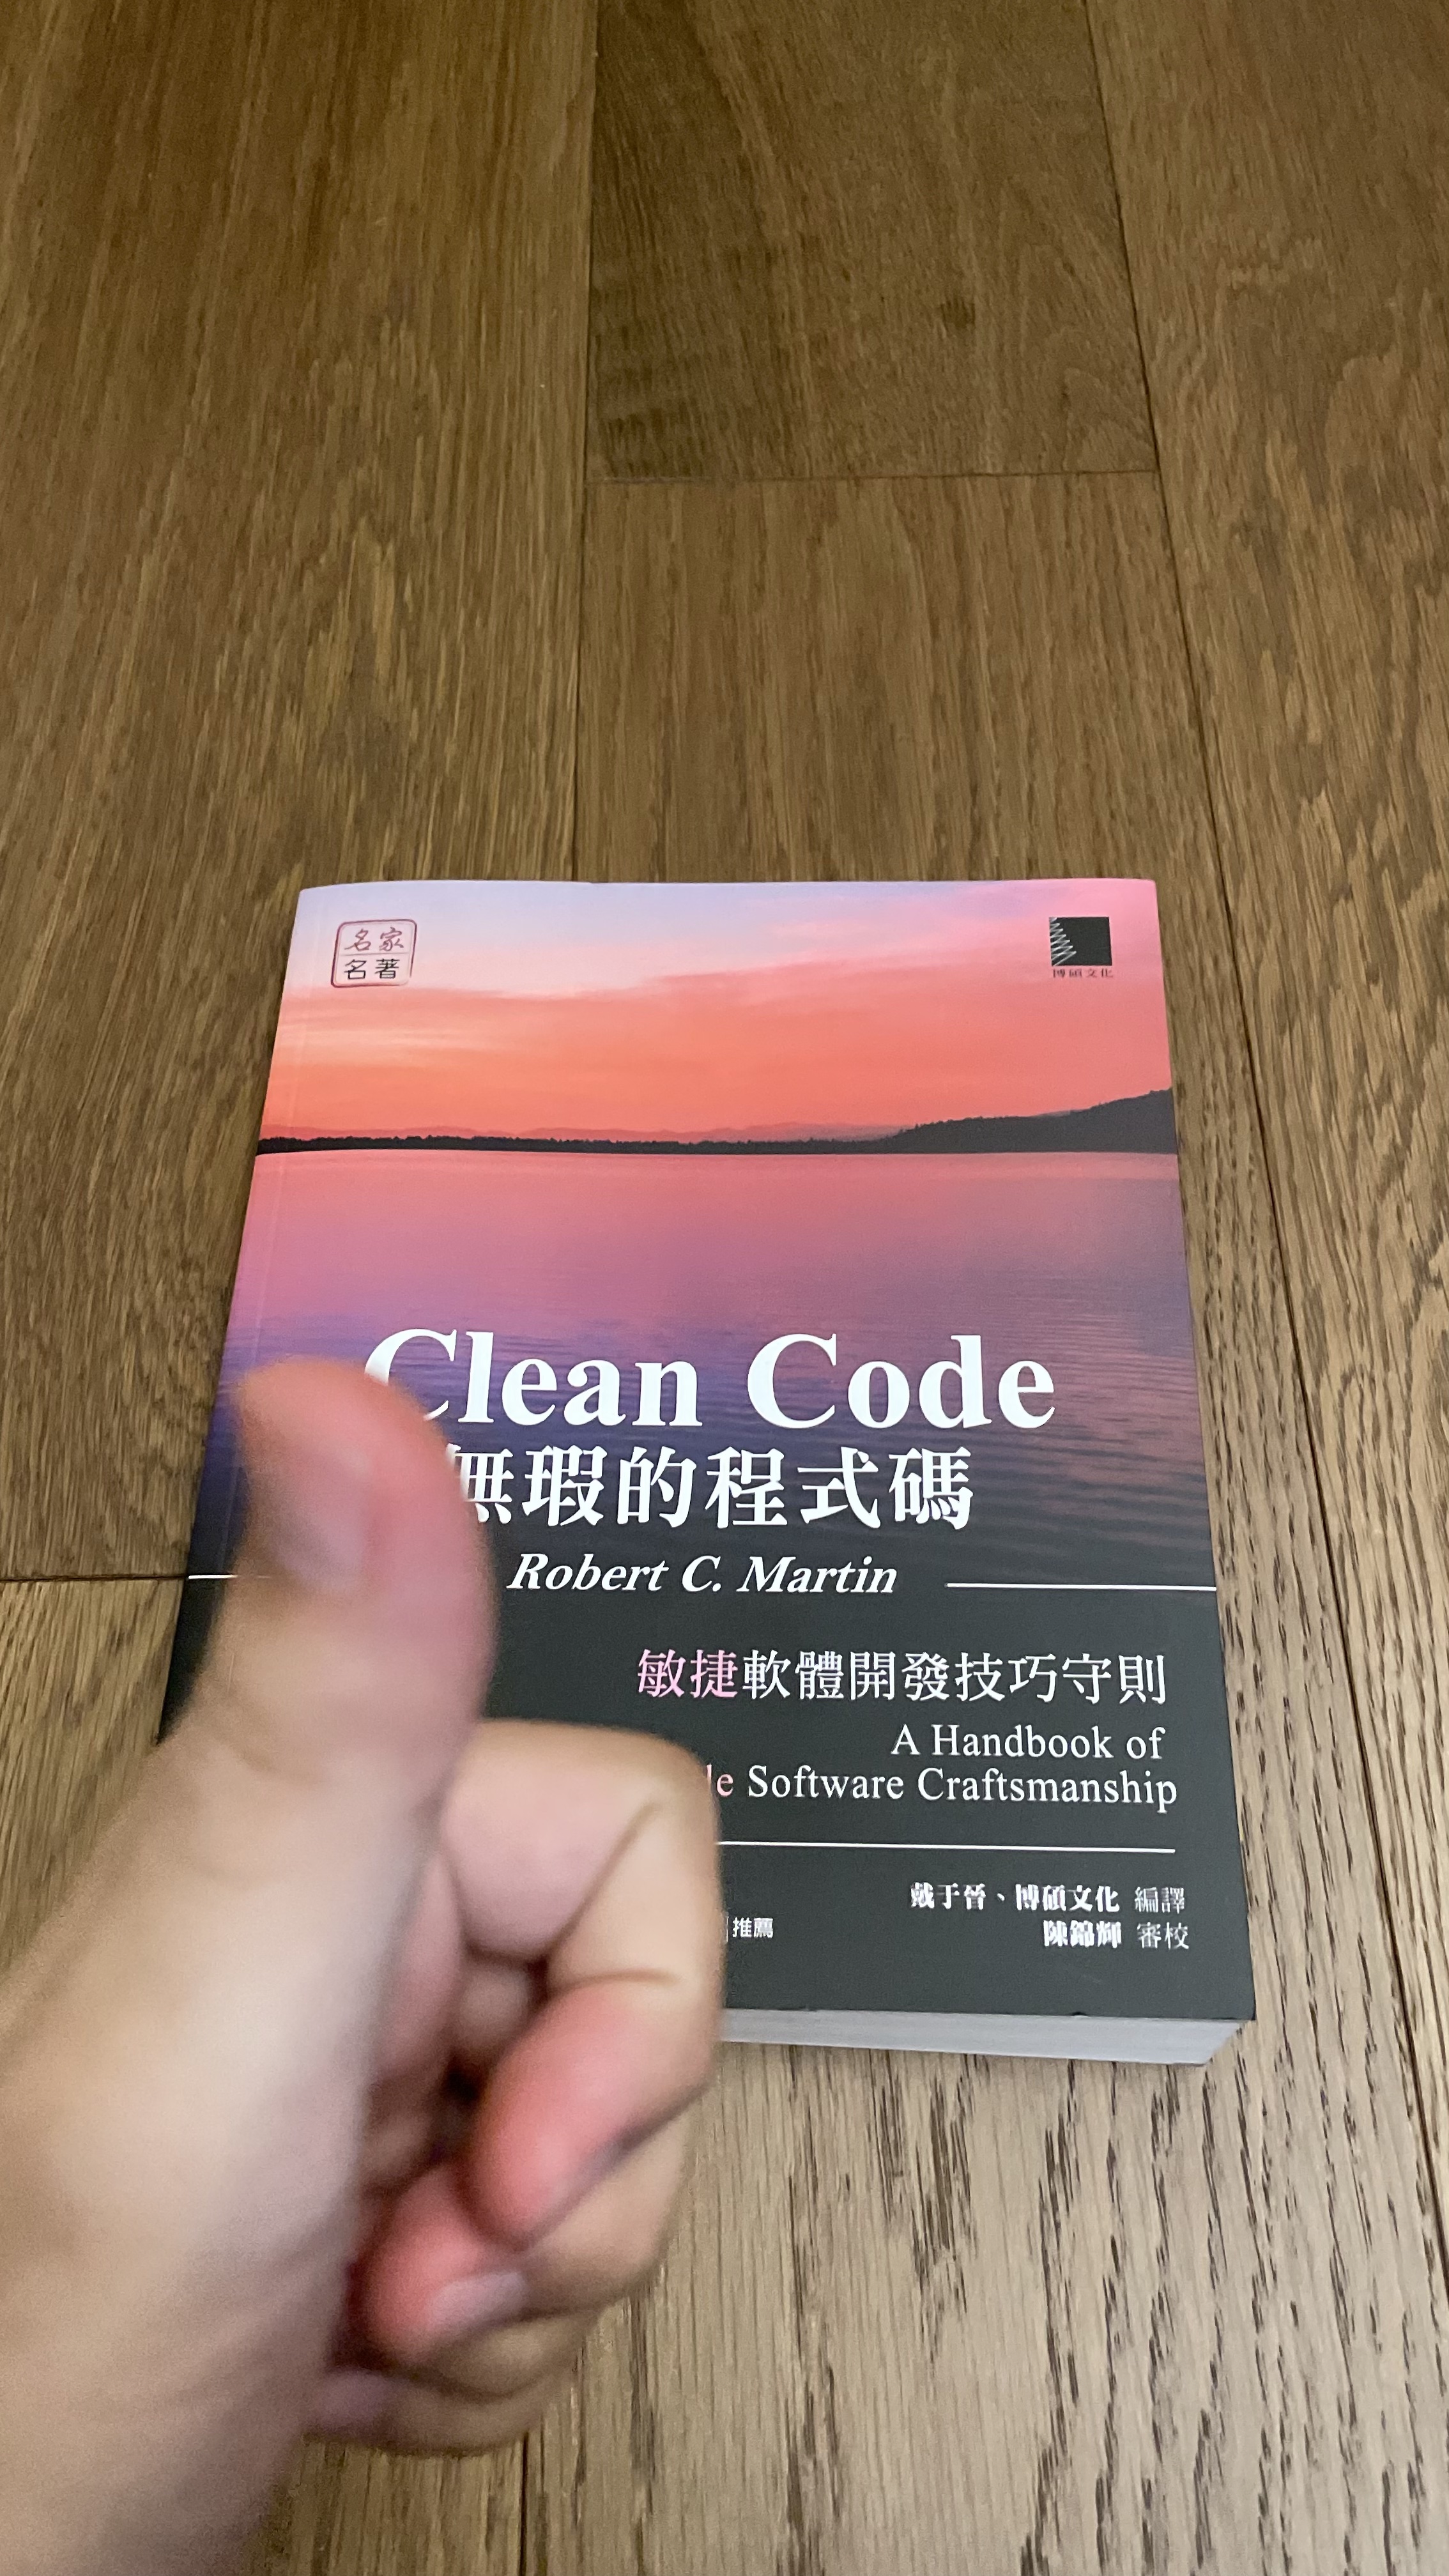 名家
名著
博碩文化
Clean Code
無瑕的程式碼
Robert C. Martin
敏捷軟體開發技巧守則
A Handbook of
Software Craftsmanship
戴于晉、博碩文化 編譯
推薦
陳錦輝 審校